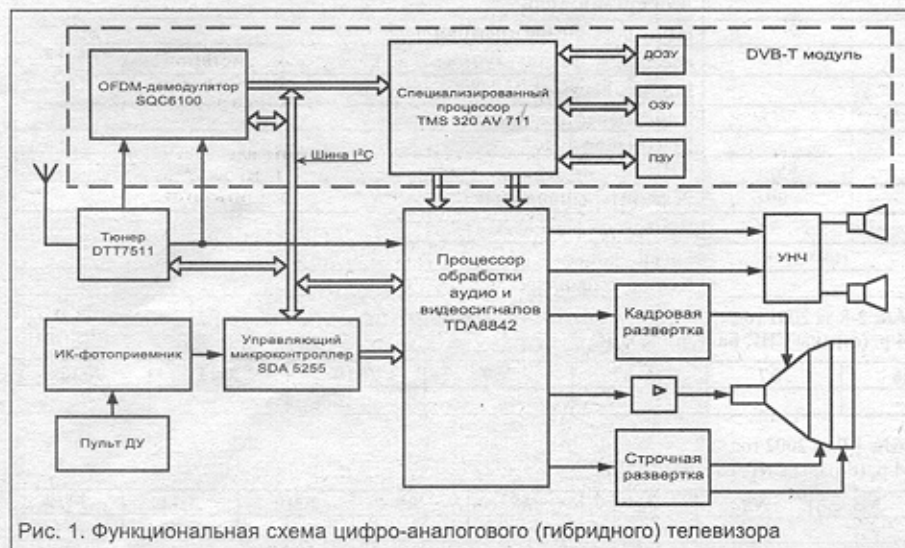 OFDM-демодулятор
SQC6100
Специализированный
процессор
TMS 320 AV 711
ДОЗУ
ОЗУ
ПЗУ
DVB-T модуль
Шина I²C
Тюнер
DTT7511
Процессор
обработки
аудио и
видеосигналов
TDA8842
УНЧ
Кадровая
развертка
ИК-фотоприемник
Управляющий
микроконтроллер
SDA 5255
Пульт ДУ
Строчная
развертка
Рис. 1. Функциональная схема цифро-аналогового (гибридного) телевизора